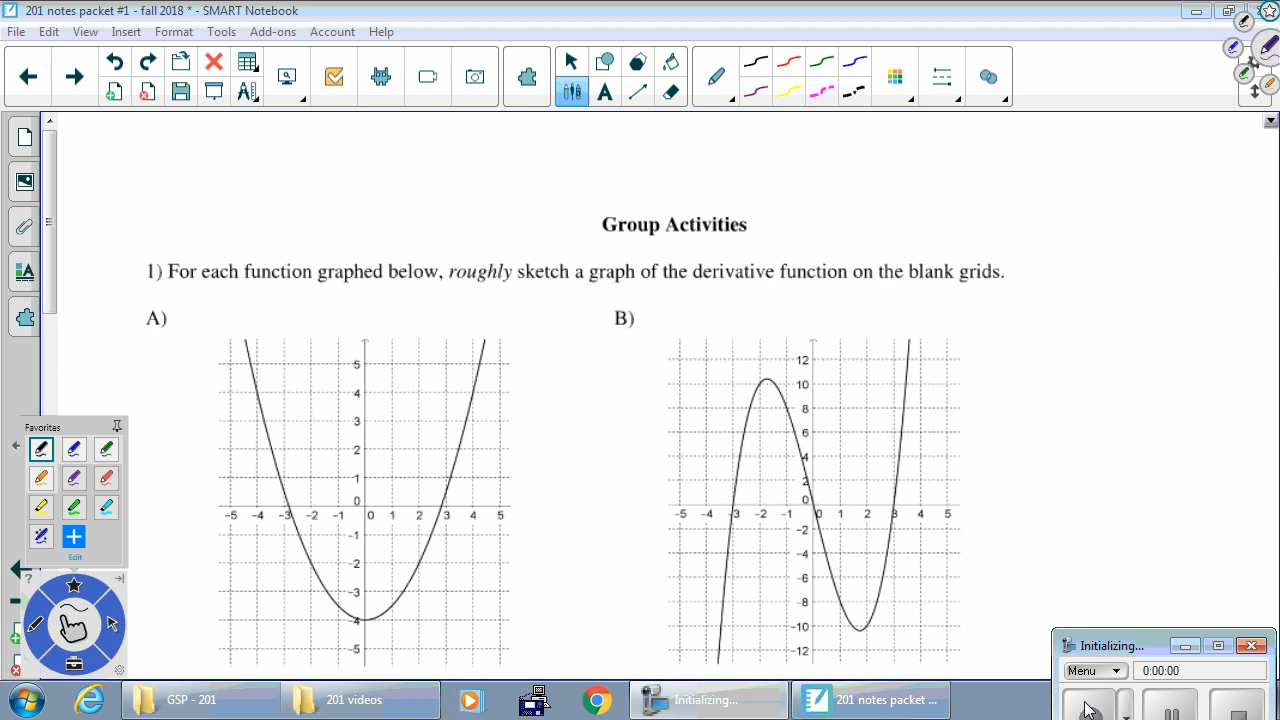 201 notes packet #1 - fall 2018 * - SMART Notebook
File Edit View Insert Format Tools Add-ons Account Help
Group Activities
1) For each function graphed below, roughly sketch a graph of the derivative function on the blank grids.
A) B)
5
4
3
2
1
0
-5 -4 -3 -2 -1 0 1 2 3 4 5
-1
-2
-3
-4
-5
12
10
8
6
4
2
0
-5 -4 -3 -2 -1 0 1 2 3 4 5
-2
-4
-6
-8
-10
-12
Favorites
Edit
?
Initializing...
Menu 0:00:00
GSP - 201 201 videos Initializing... 201 notes packet ...